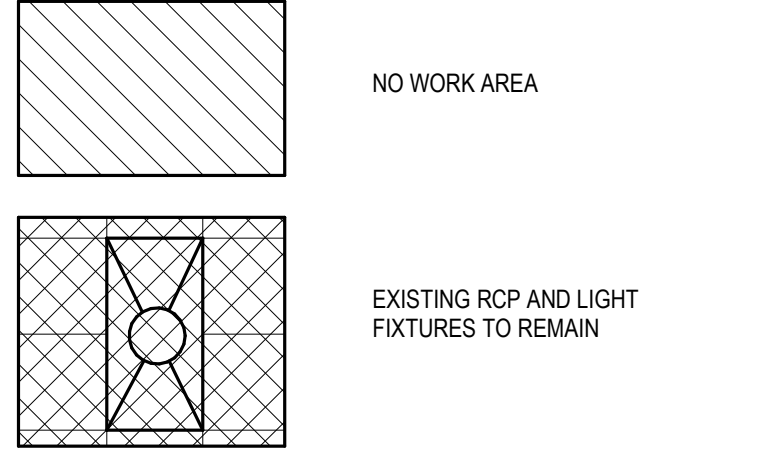 NO WORK AREA
EXISTING RCP AND LIGHT
FIXTURES TO REMAIN